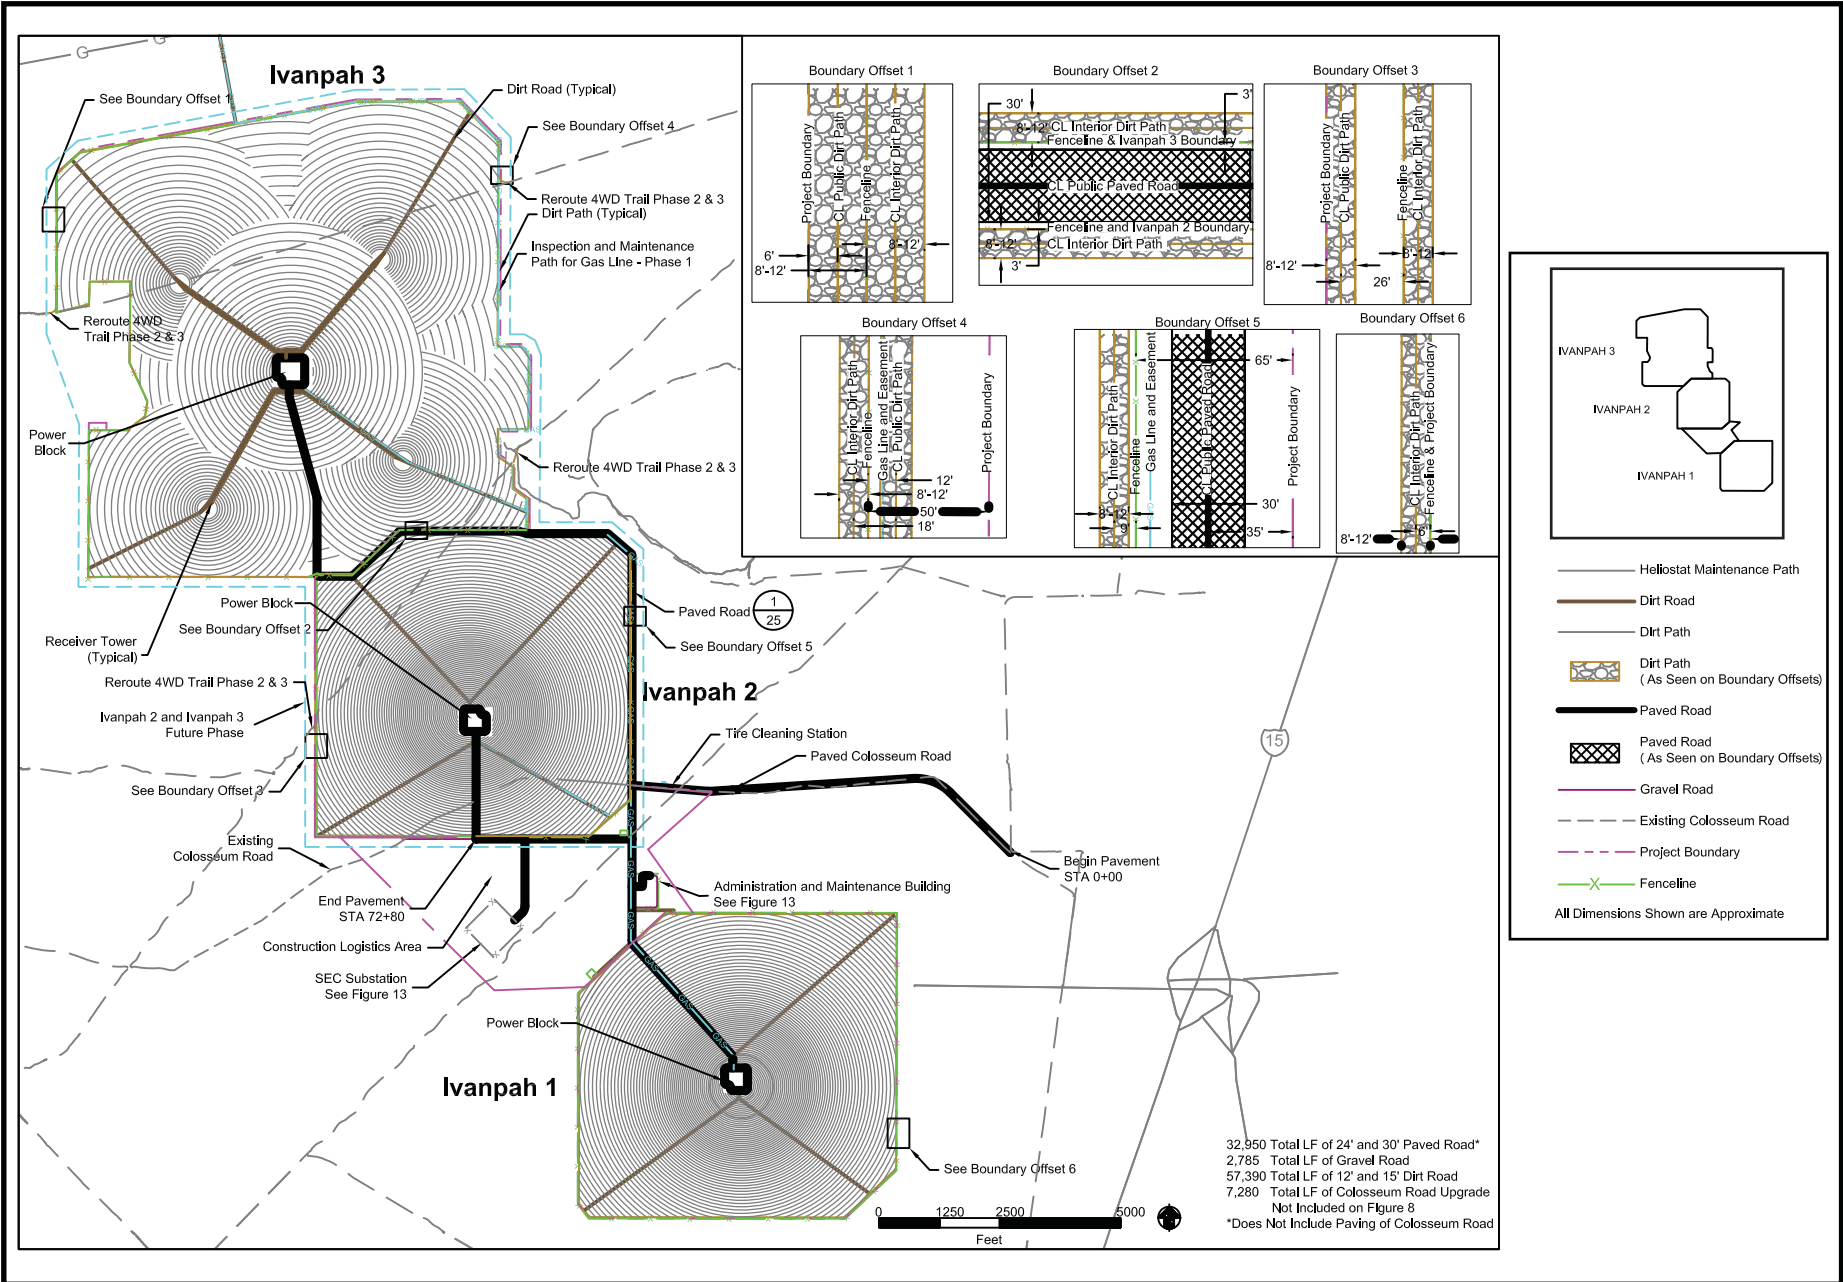 Ivanpah 3
G
G
See Boundary Offset 1
Dirt Road (Typical)
See Boundary Offset 4
Reroute 4WD Trail Phase 2 & 3
Dirt Path (Typical)
Inspection and Maintenance
Path for Gas Line - Phase 1
Reroute 4WD
Trail Phase 2 & 3
Power
Block
Reroute 4WD Trail Phase 2 & 3
Receiver Tower
(Typical)
Power Block
See Boundary Offset 2
Paved Road
1
25
See Boundary Offset 5
Reroute 4WD Trail Phase 2 & 3
Ivanpah 2
Ivanpah 2 and Ivanpah 3
Future Phase
See Boundary Offset 3
Tire Cleaning Station
Paved Colosseum Road
15
Existing
Colosseum Road
Begin Pavement
STA 0+00
End Pavement
STA 72+80
Administration and Maintenance Building
See Figure 13
Construction Logistics Area
SEC Substation
See Figure 13
GAS
GAS
GAS
GAS
GAS
Power Block
Ivanpah 1
See Boundary Offset 6
0 1250 2500 5000
Feet
32,950 Total LF of 24' and 30' Paved Road*
2,785 Total LF of Gravel Road
57,390 Total LF of 12' and 15' Dirt Road
7,280 Total LF of Colosseum Road Upgrade
Not Included on Figure 8
*Does Not Include Paving of Colosseum Road
Boundary Offset 1
Project Boundary
CL Public Dirt Path
Fenceline
CL Interior Dirt Path
8'-12'
6'
8'-12'
Boundary Offset 2
3'
30'
8'-12' CL Interior Dirt Path
Fenceline & Ivanpah 3 Boundary
CL Public Paved Road
Fenceline and Ivanpah 2 Boundary
8'-12' CL Interior Dirt Path
3'
Boundary Offset 3
Project Boundary
CL Public Dirt Path
Fenceline
CL Interior Dirt Path
8'-12'
8'-12'
26'
Boundary Offset 4
CL Interior Dirt Path
Fenceline
Gas Line and Easement
CL Public Dirt Path
Project Boundary
12'
8'-12'
50'
18'
Boundary Offset 5
CL Interior Dirt Path
Fenceline
Gas Line and Easement
CL Public Paved Road
Project Boundary
65'
8'-12'
30'
9'
35'
Boundary Offset 6
CL Interior Dirt Path
Fenceline & Project Boundary
6'
8'-12'
IVANPAH 3
IVANPAH 2
IVANPAH 1
Heliostat Maintenance Path
Dirt Road
Dirt Path
Dirt Path
( As Seen on Boundary Offsets)
Paved Road
Paved Road
( As Seen on Boundary Offsets)
Gravel Road
Existing Colosseum Road
Project Boundary
X Fenceline
All Dimensions Shown are Approximate